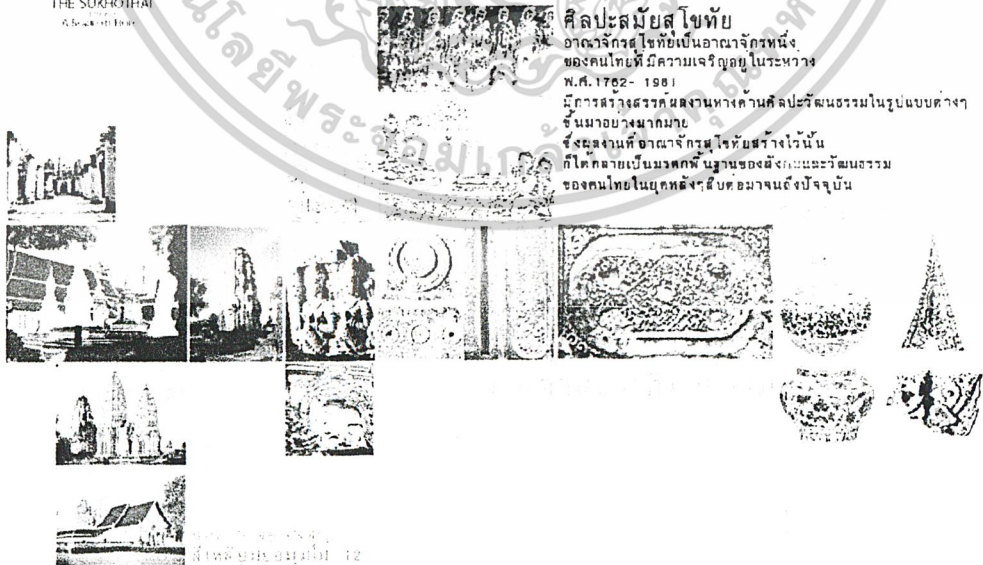 THE SUKHOTHAI
ศิลปะสมัยสุโขทัย
อาณาจักรสุโขทัยเป็นอาณาจักรหนึ่ง
ของคนไทยที่มีความเจริญอยู่ในระหว่าง
พ.ศ.1762- 1981
มีการสร้างสรรค์ผลงานทางด้านศิลปะวัฒนธรรมในรูปแบบต่างๆ
ขึ้นมาอย่างมากมาย
ซึ่งผลงานที่อาณาจักรสุโขทัยสร้างไว้นั้น
ก็ได้กลายเป็นมรดกพื้นฐานของสังคมและวัฒนธรรม
ของคนไทยในยุคหลังๆสืบต่อมาจนถึงปัจจุบัน
12